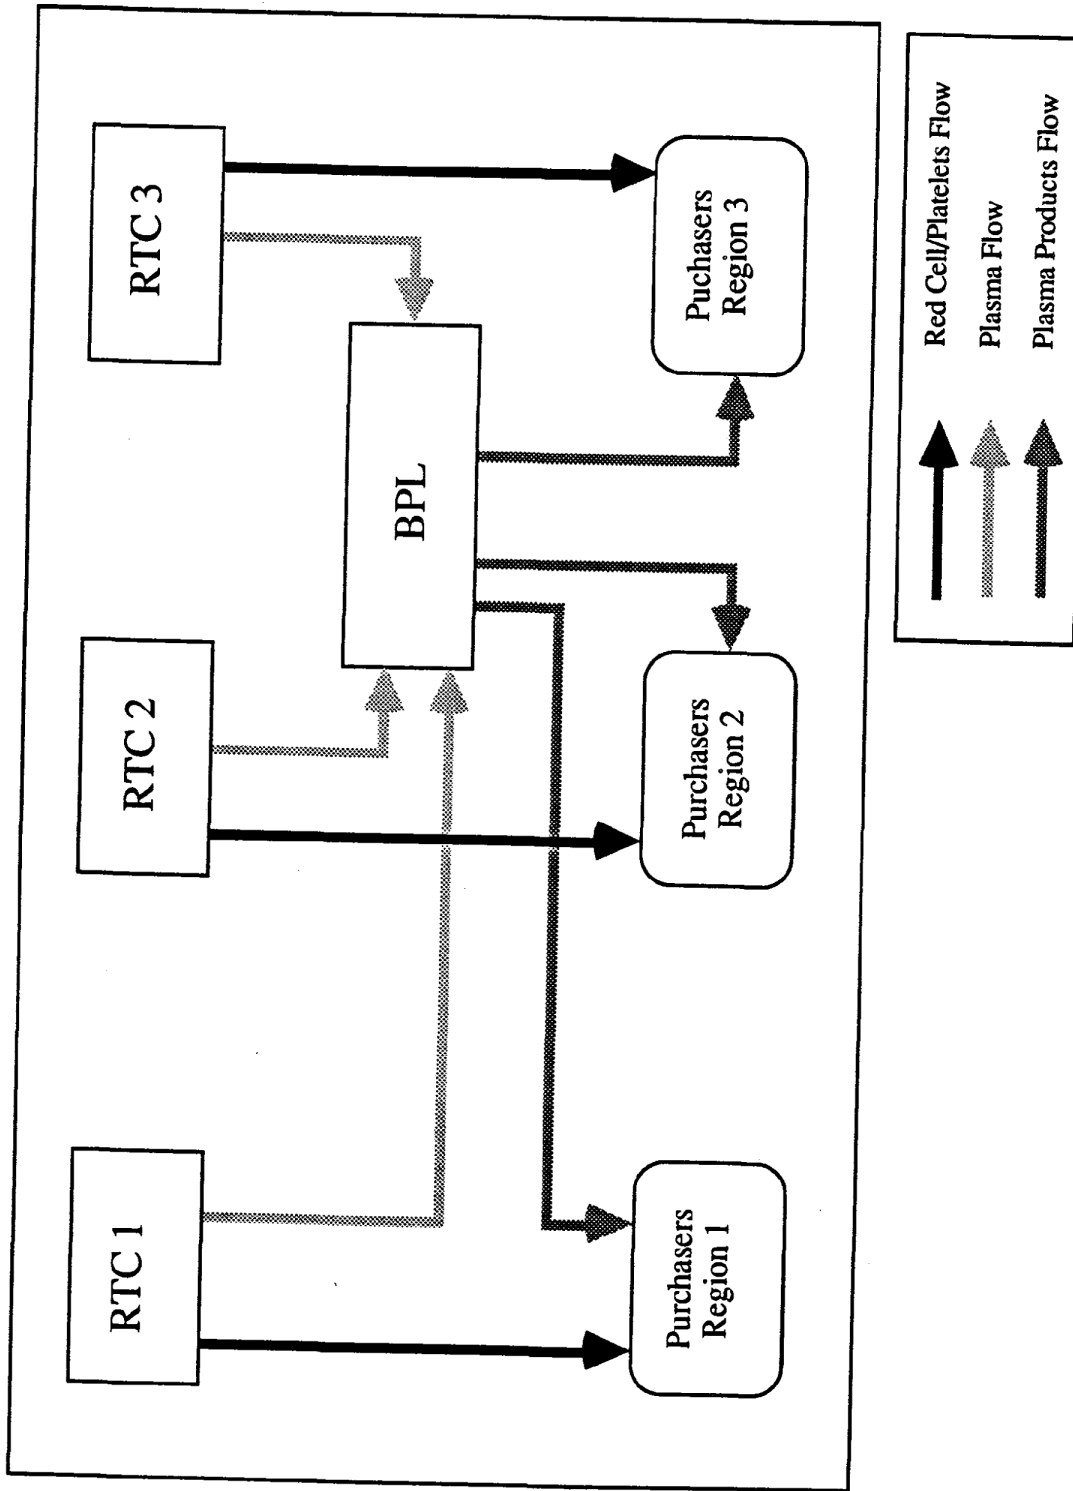 RTC 1
RTC 2
RTC 3
BPL
Purchasers
Region 1
Purchasers
Region 2
Puchasers
Region 3
Red Cell/Platelets Flow
Plasma Flow
Plasma Products Flow